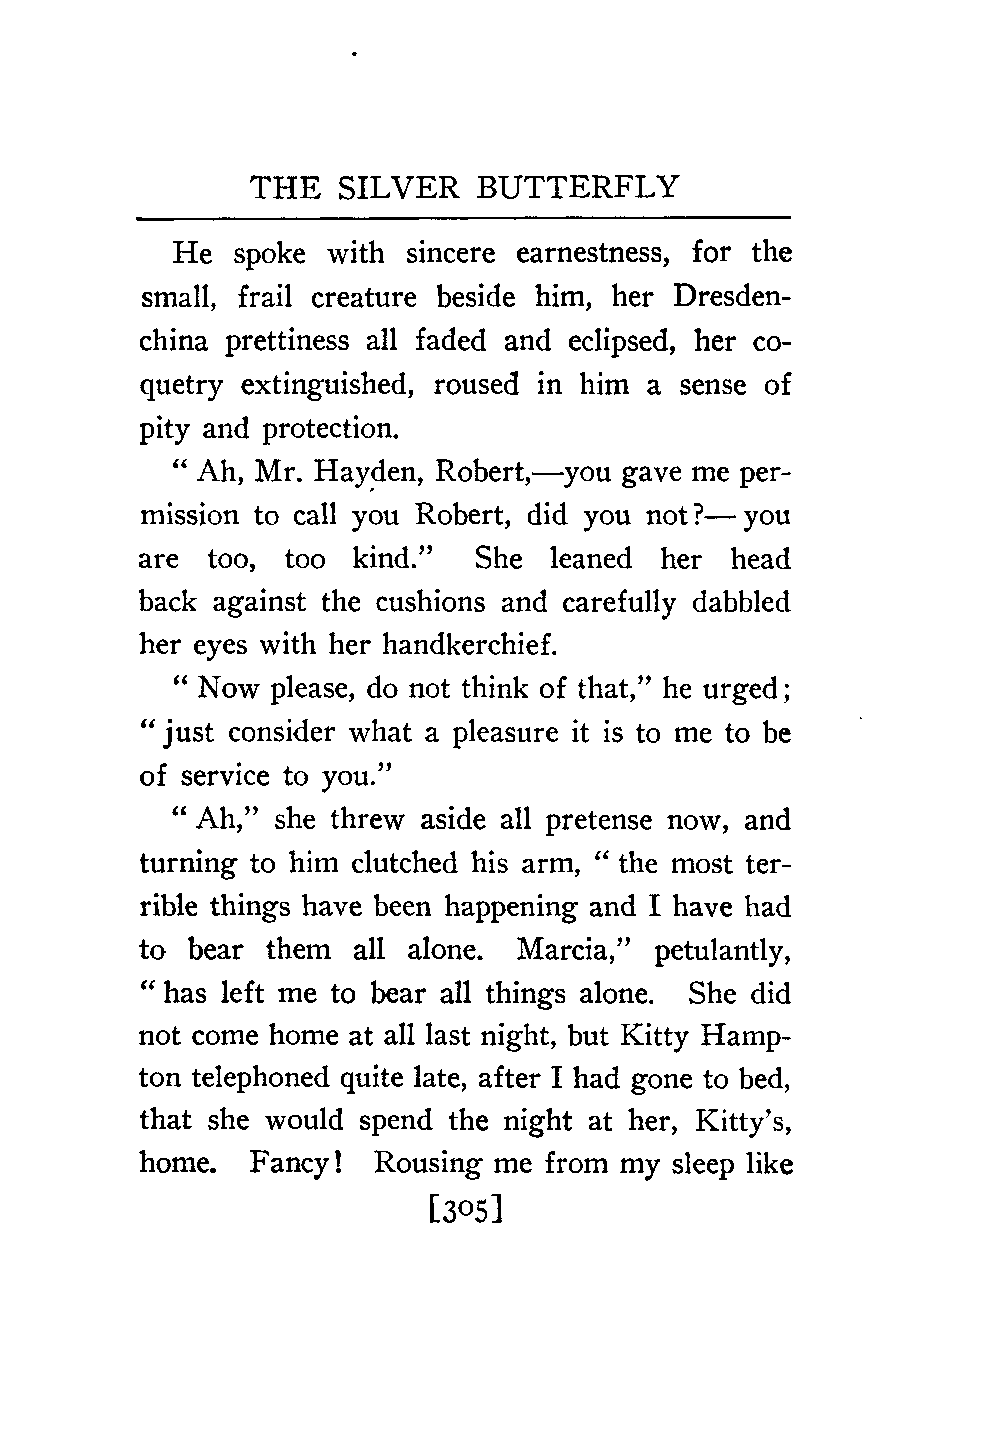 THE SILVER BUTTERFLY
He spoke with sincere earnestness, for the
small, frail creature beside him, her Dresden-
china prettiness all faded and eclipsed, her co-
quetry extinguished, roused in him a sense of
pity and protection.
“ Ah, Mr. Hayden, Robert,—you gave me per-
mission to call you Robert, did you not?— you
are too, too kind.” She leaned her head
back against the cushions and carefully dabbled
her eyes with her handkerchief.
“ Now please, do not think of that,” he urged;
“ just consider what a pleasure it is to me to be
of service to you.”
“ Ah,” she threw aside all pretense now, and
turning to him clutched his arm, “ the most ter-
rible things have been happening and I have had
to bear them all alone. Marcia,” petulantly,
“ has left me to bear all things alone. She did
not come home at all last night, but Kitty Hamp-
ton telephoned quite late, after I had gone to bed,
that she would spend the night at her, Kitty’s,
home. Fancy! Rousing me from my sleep like
[305]